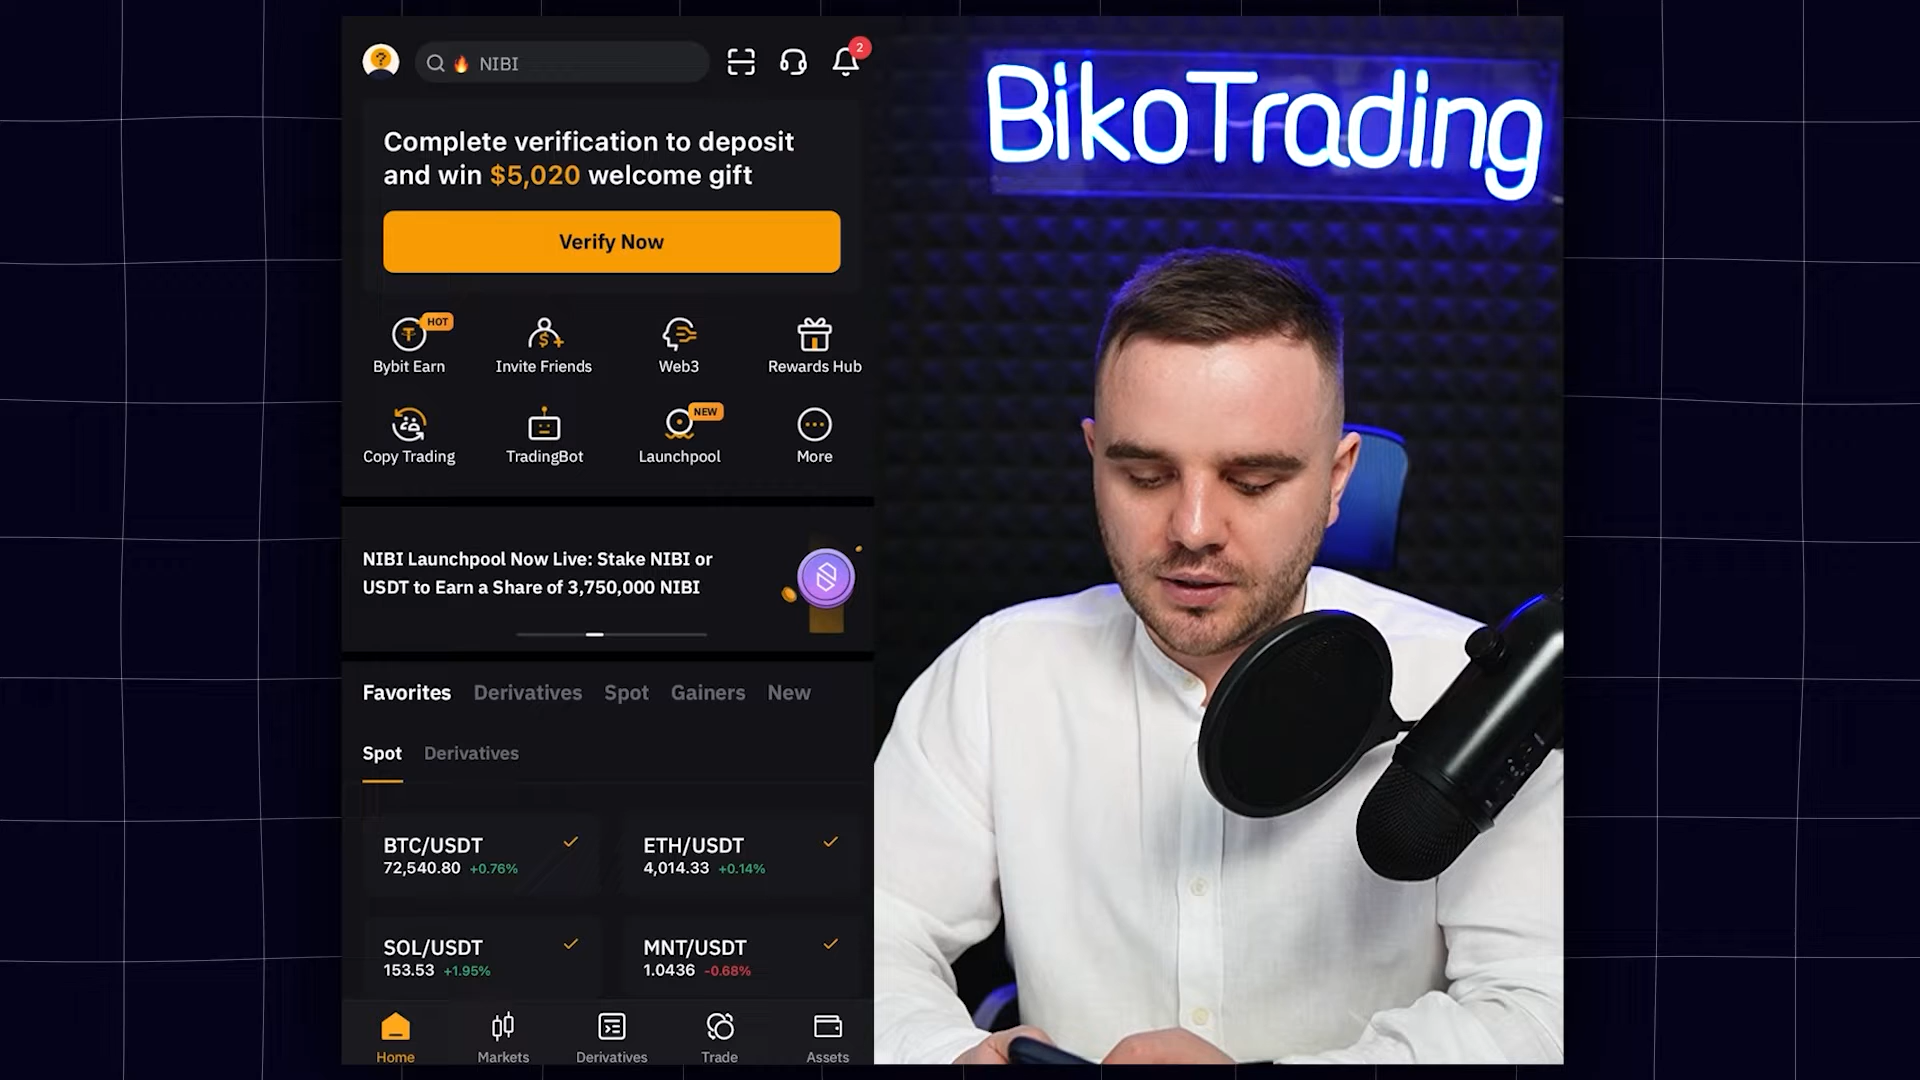 NIBI
2
Complete verification to deposit
and win $5,020 welcome gift
Verify Now
HOT
Bybit Earn
Invite Friends
Web3
Rewards Hub
Copy Trading
TradingBot
NEW
Launchpool
More
NIBI Launchpool Now Live: Stake NIBI or
USDT to Earn a Share of 3,750,000 NIBI
Favorites Derivatives Spot Gainers New
Spot Derivatives
BTC/USDT
72,540.80 +0.76%
ETH/USDT
4,014.33 +0.14%
SOL/USDT
153.53 +1.95%
MNT/USDT
1.0436 -0.68%
Home Markets Derivatives Trade Assets
BikoTrading